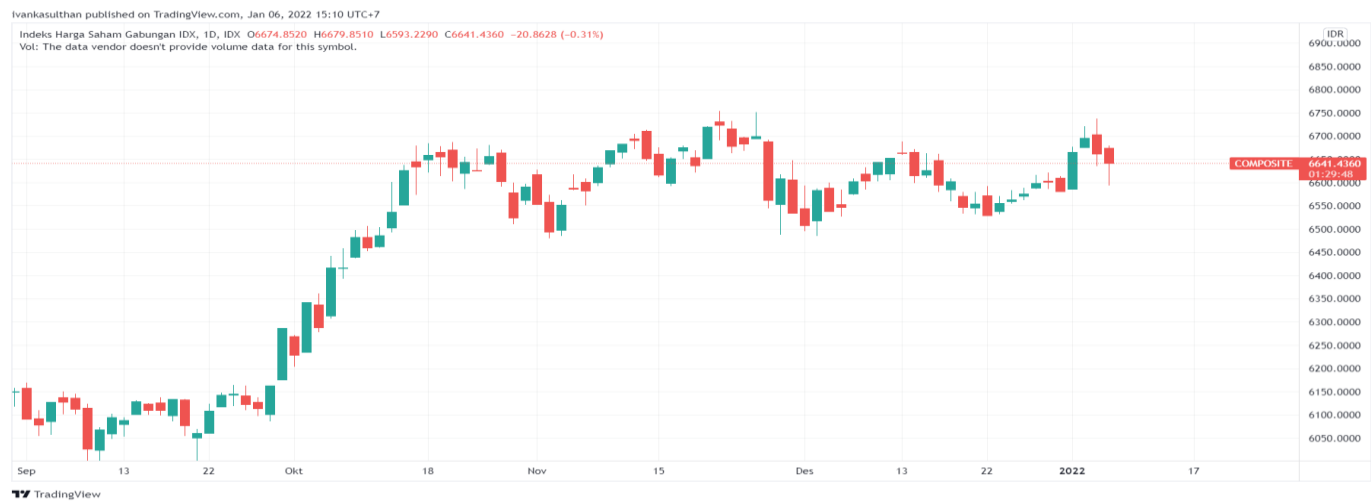 ivankasulthan published on TradingView.com, Jan 06, 2022 15:10 UTC+7
Indeks Harga Saham Gabungan IDX, 1D, IDX O6674.8520 H6679.8510 L6593.2290 C6641.4360 −20.8628 (−0.31%)
Vol: The data vendor doesn't provide volume data for this symbol.
IDR
6900.0000
6850.0000
6800.0000
6750.0000
6700.0000
COMPOSITE 6641.4360
01:29:48
6600.0000
6550.0000
6500.0000
6450.0000
6400.0000
6350.0000
6300.0000
6250.0000
6200.0000
6150.0000
6100.0000
6050.0000
Sep 13 22 Okt 18 Nov 15 Des 13 22 2022 17
TradingView